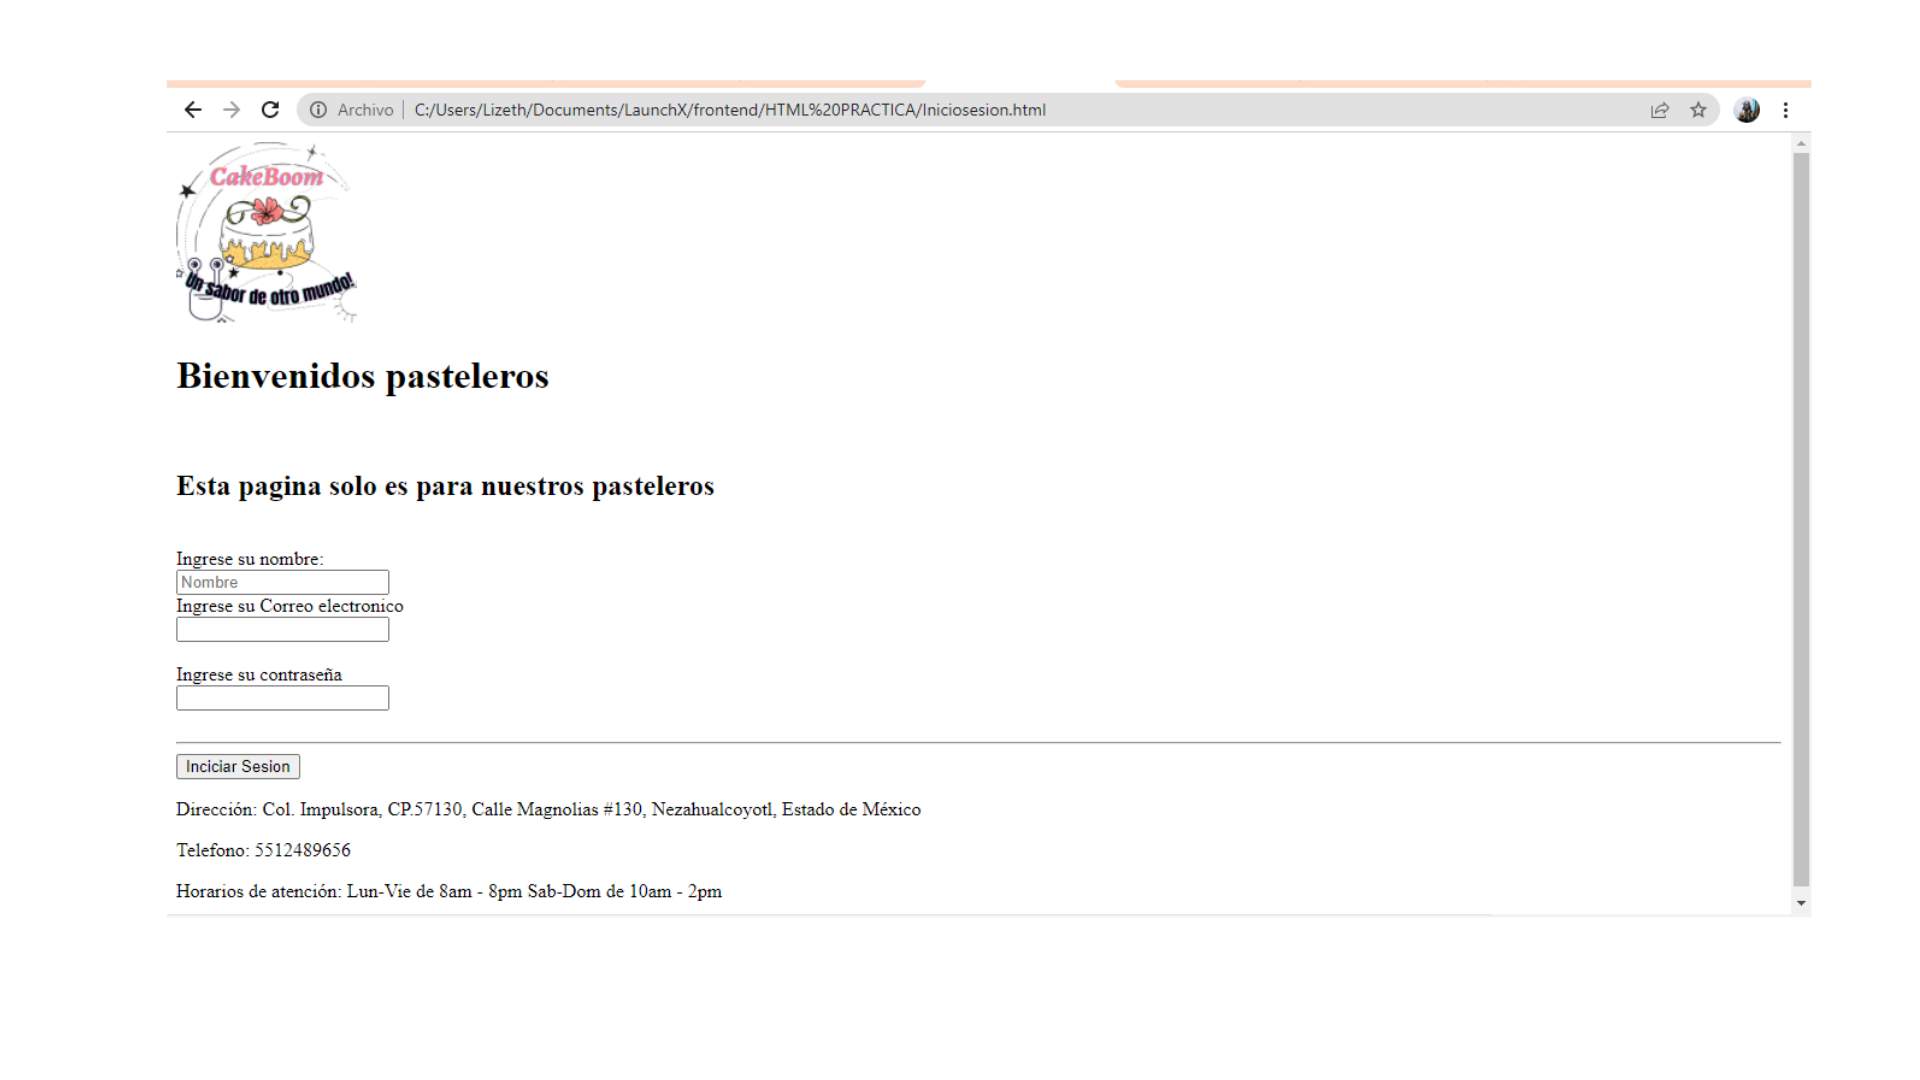 Archivo | C:/Users/Lizeth/Documents/LaunchX/frontend/HTML%20PRACTICA/Iniciosesion.html
CakeBoom
Un sabor de otro mundo!
Bienvenidos pasteleros
Esta pagina solo es para nuestros pasteleros
Ingrese su nombre:
Nombre
Ingrese su Correo electronico
Ingrese su contraseña
Inciciar Sesion
Dirección: Col. Impulsora, CP.57130, Calle Magnolias #130, Nezahualcoyotl, Estado de México
Telefono: 5512489656
Horarios de atención: Lun-Vie de 8am - 8pm Sab-Dom de 10am - 2pm